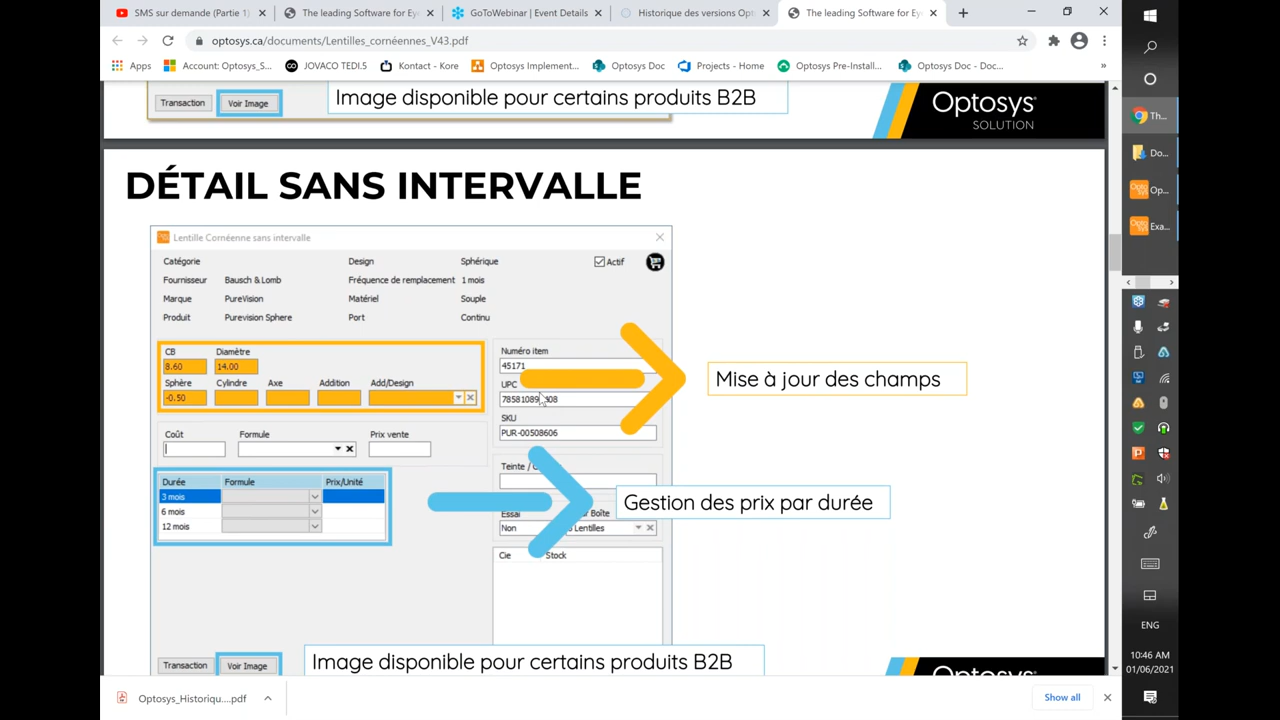 SMS sur demande (Partie 1)
The leading Software for Ey
GoToWebinar | Event Details
Historique des versions Opt
The leading Software for Ey
optosys.ca/documents/Lentilles_cornéennes_V43.pdf
Apps
Account: Optosys_S...
JOVACO TEDI.5
Kontact - Kore
Optosys Implement...
Optosys Doc
Projects - Home
Optosys Pre-Install...
Optosys Doc - Doc...
»
Transaction
Voir Image
Image disponible pour certains produits B2B
Optosys
SOLUTION
DÉTAIL SANS INTERVALLE
Lentille Cornéenne sans intervalle
Catégorie
Design
Sphérique
Actif
Fournisseur
Bausch & Lomb
Fréquence de remplacement
1 mois
Marque
PureVision
Matériel
Souple
Produit
Purevision Sphere
Port
Continu
CB
Diamètre
8.60
14.00
Sphère
Cylindre
Axe
Addition
Add/Design
-0.50
Numéro item
45171
UPC
SKU
PUR-00508606
Mise à jour des champs
Coût
Formule
Prix vente
Teinte /
Durée
Formule
Prix/Unité
3 mois
6 mois
12 mois
Gestion des prix par durée
Essai
Boîte
Non
Lentilles
Cie
Stock
Transaction
Voir Image
Image disponible pour certains produits B2B
Optosys
Optosys_Historiqu....pdf
Show all
Th...
Do...
Op...
Exa...
ENG
10:46 AM
01/06/2021